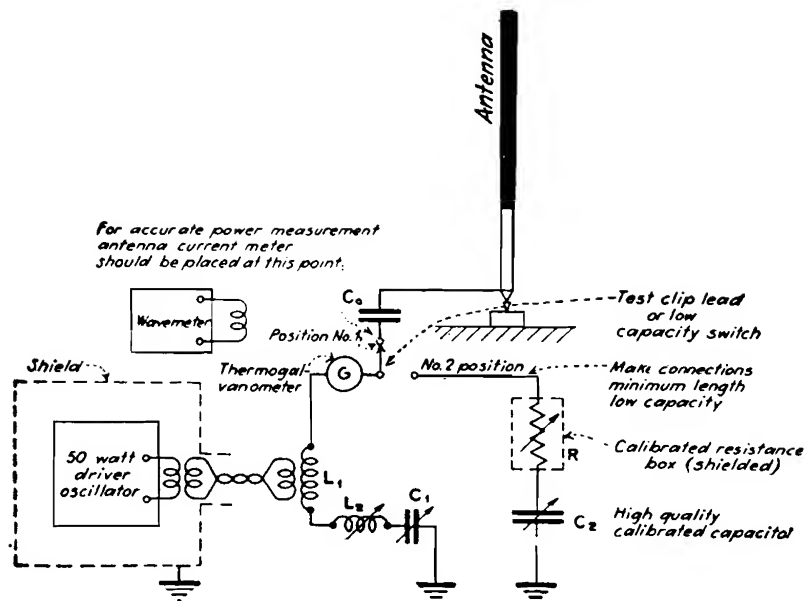 Antenna
For accurate power measurement
antenna current meter
should be placed at this point.
Wavemeter
Co
Position No.1
Thermogal-
vanometer
G
Test clip lead
or low
capacity switch
No.2 position
Make connections
minimum length
low capacity
Shield
50 watt
driver
oscillator
L1
L2
C1
R
Calibrated resistance
box (shielded)
C2
High quality
calibrated capacitor